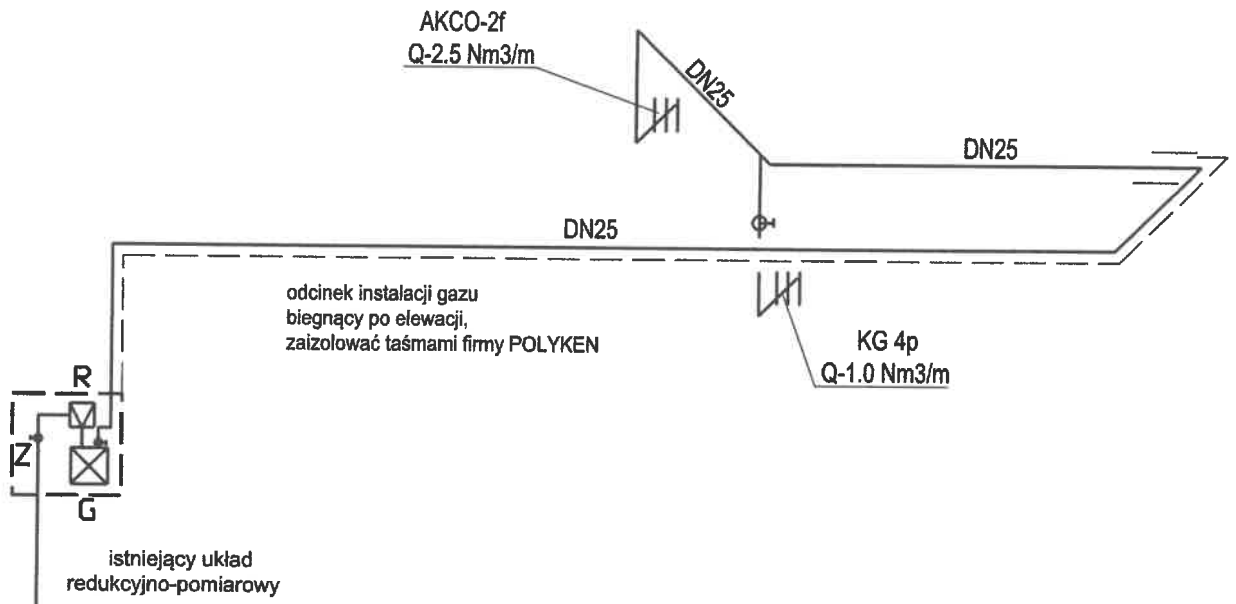 AKCO-2f
Q-2.5 Nm3/m
DN25
DN25
DN25
odcinek instalacji gazu
biegnący po elewacji,
zaizolować taśmami firmy POLYKEN
KG 4p
Q-1.0 Nm3/m
R
Z
G
istniejący układ
redukcyjno-pomiarowy